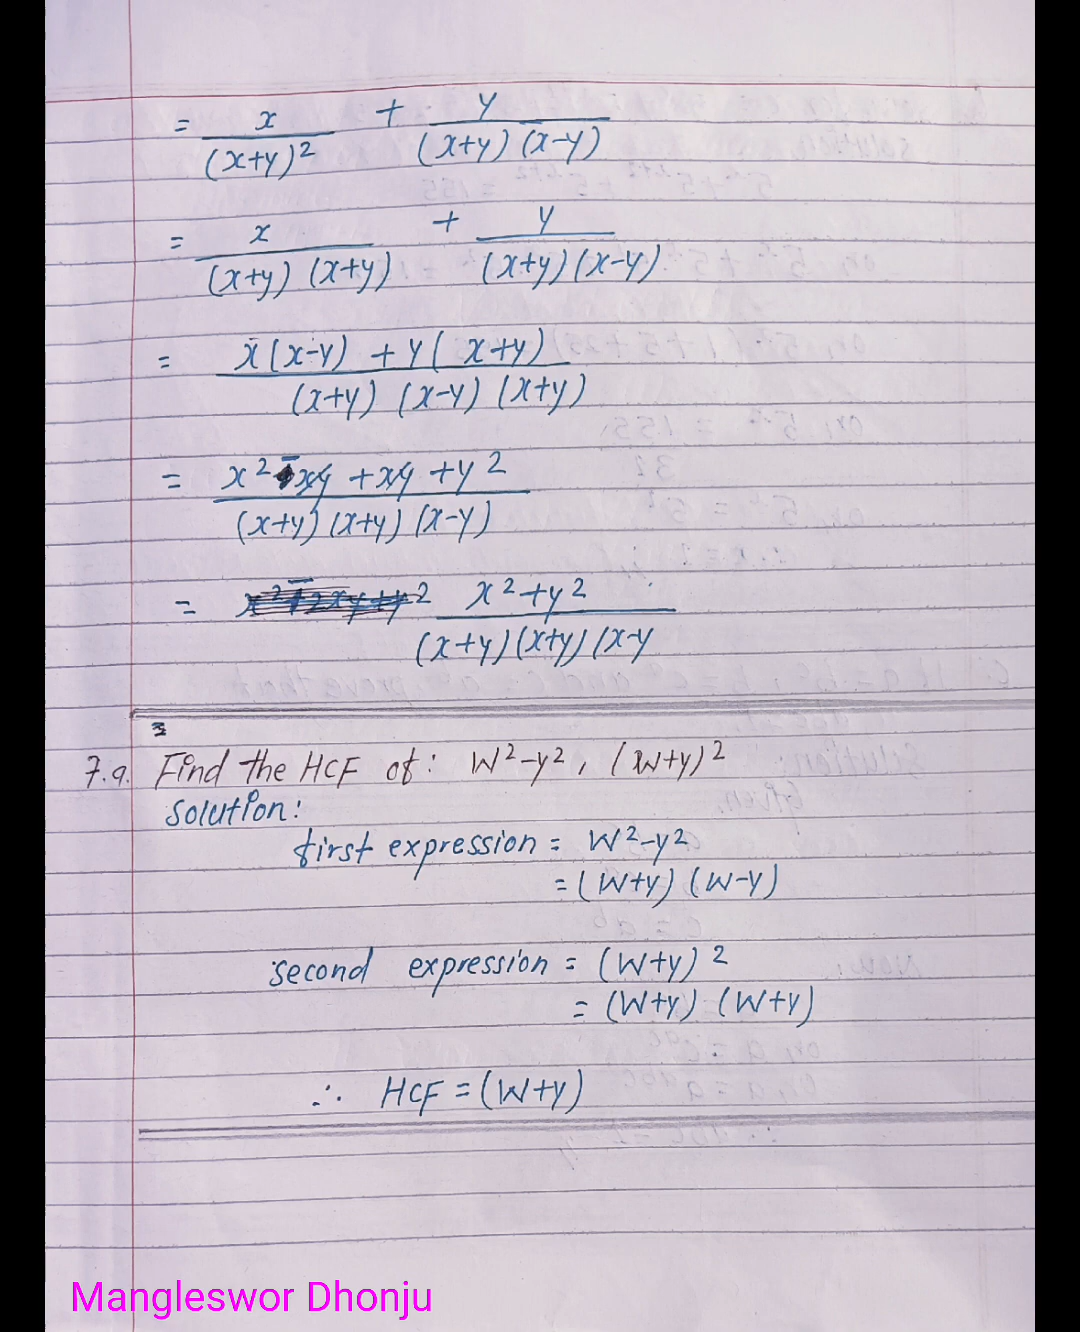 = x/(x+y)2 + y/(x+y) (x-y)
= x/(x+y) (x+y) + y/(x+y) (x-y)
= x(x-y) + y( x+y)/(x+y) (x-y) (x+y)
= x2 - xy + xy + y2/(x+y) (x+y) (x-y)
= x2+y2/(x+y)(x+y) (x-y
7.a. Find the HCF of: W2-y2, (W+y)2
Solution:
first expression = W2-y2
= (W+y) (W-y)
Second expression = (W+y)2
= (W+y) (W+y)
∴ HCF = (W+y)
Mangleswor Dhonju